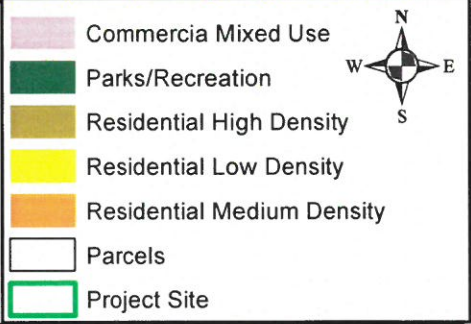 Commercia Mixed Use
Parks/Recreation
Residential High Density
Residential Low Density
Residential Medium Density
Parcels
Project Site
N
W E
S